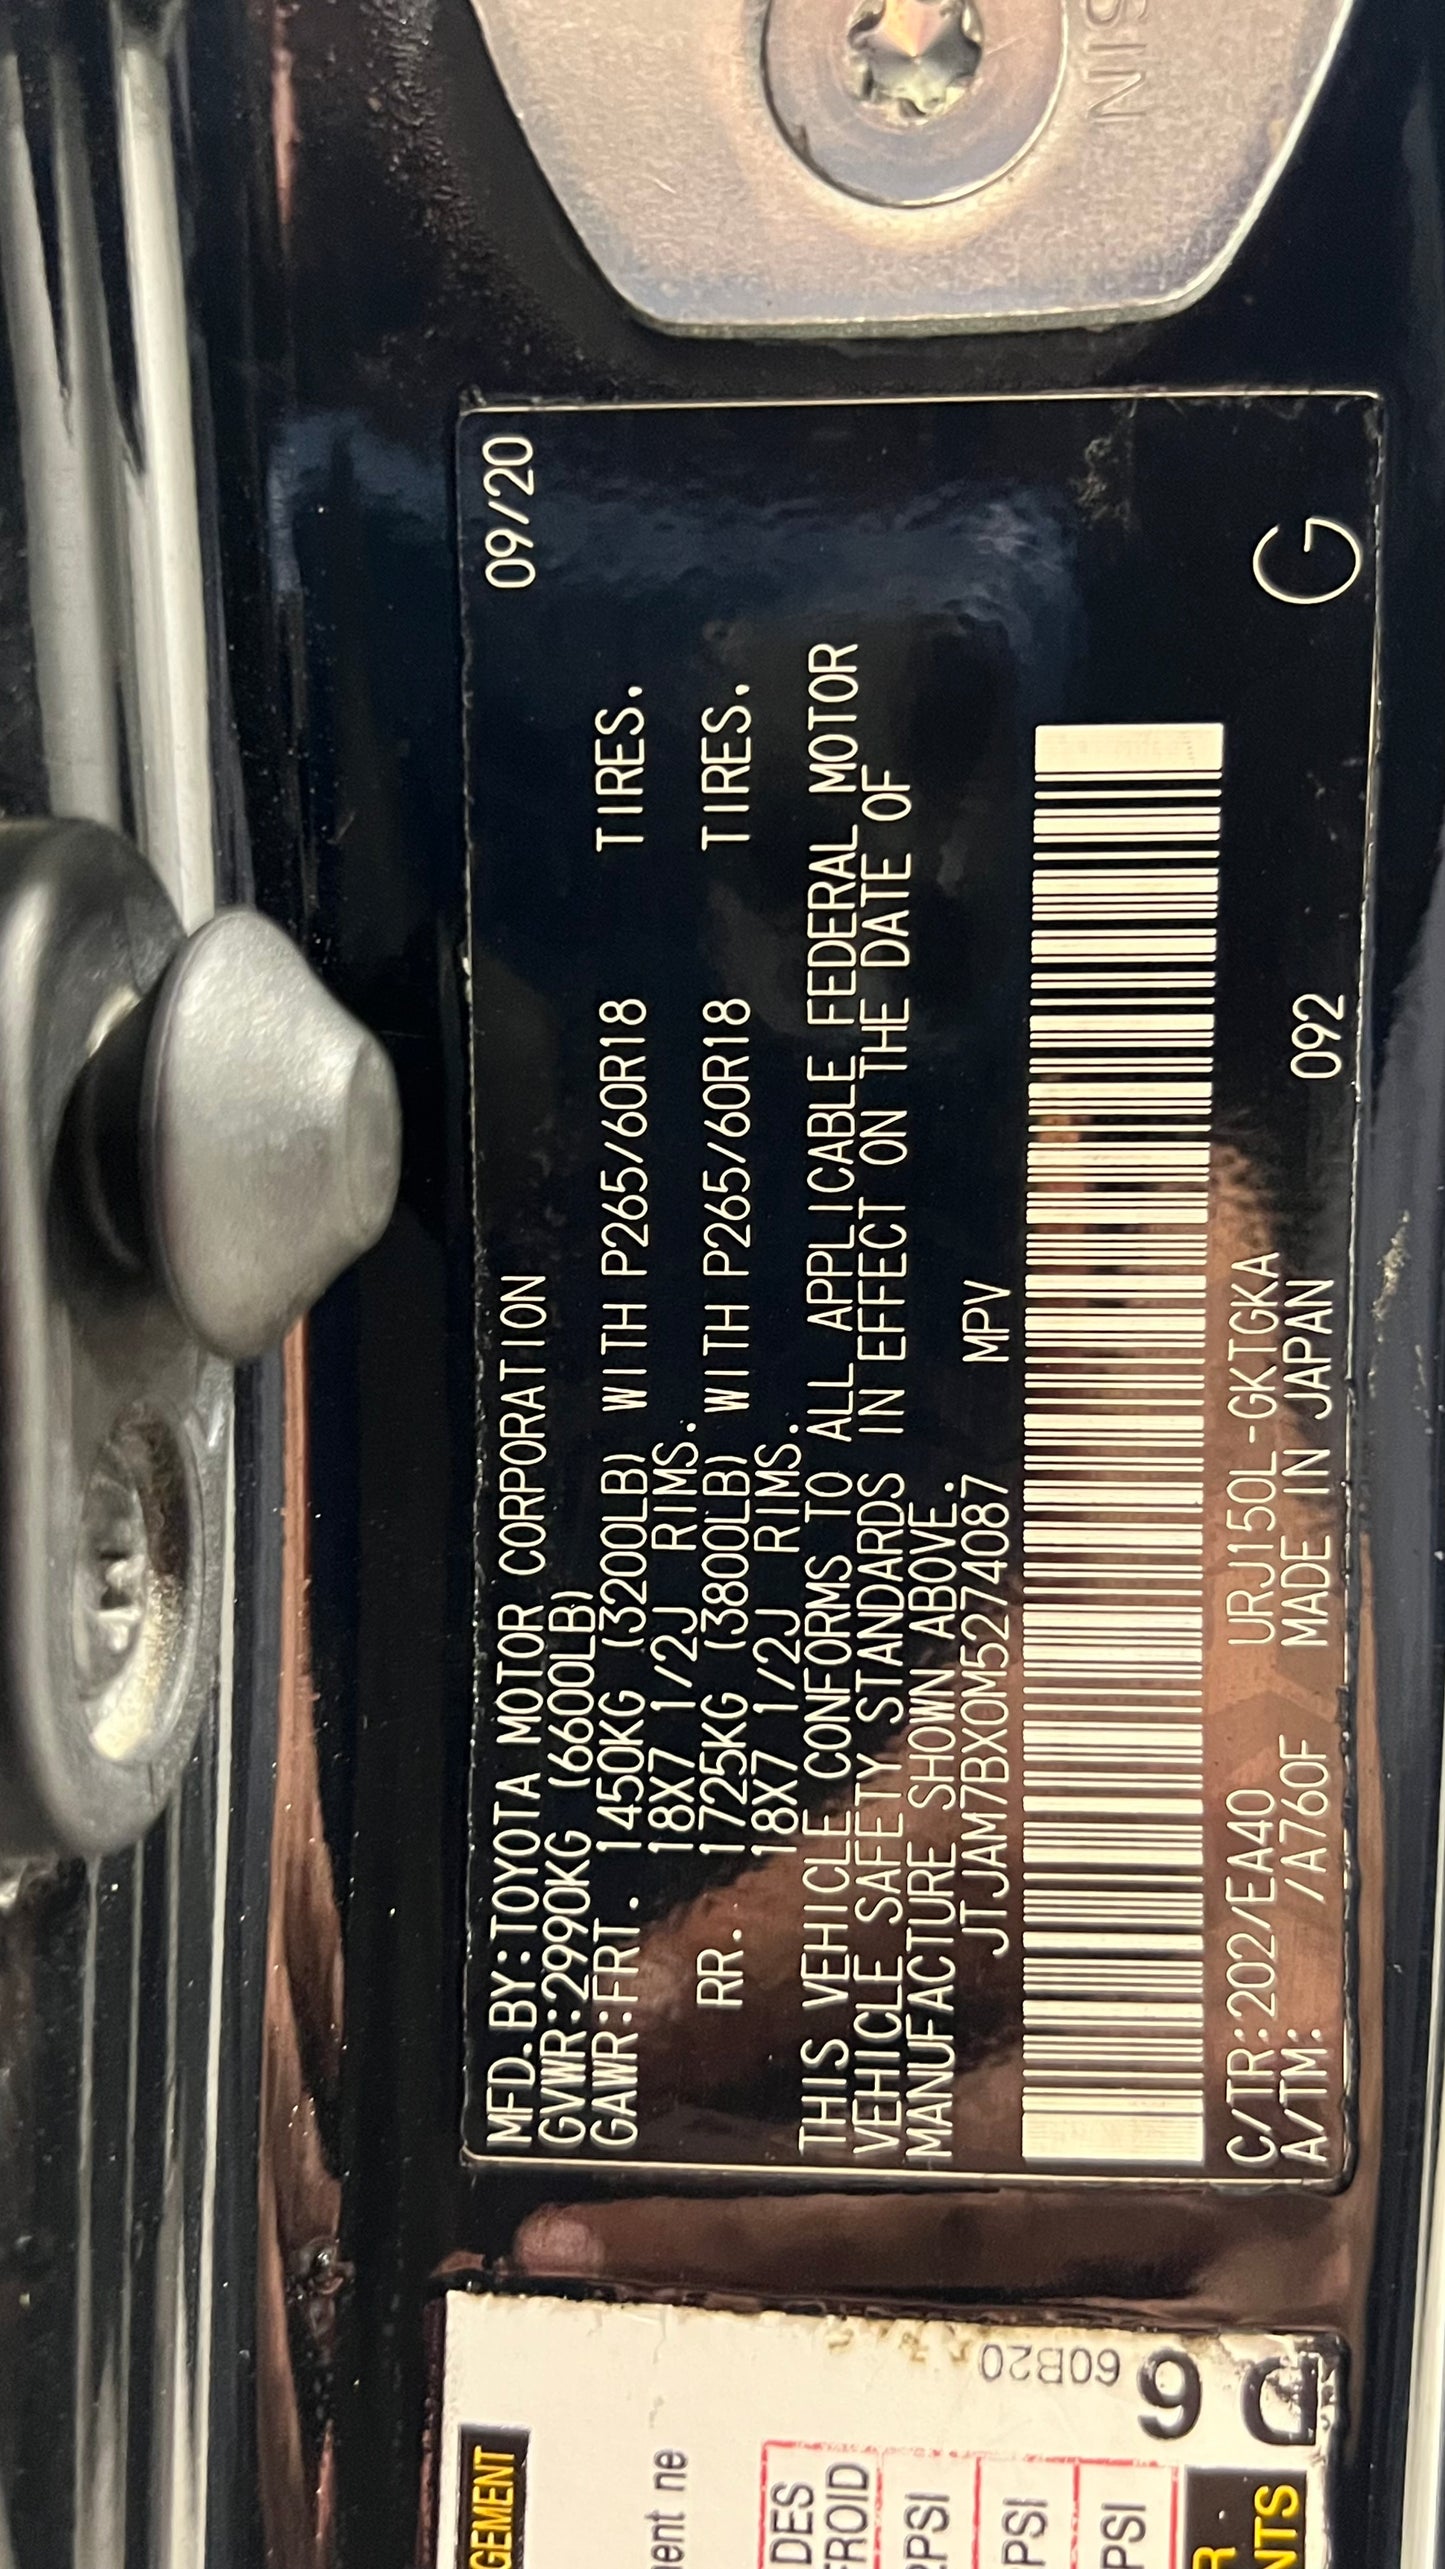 MFD.BY:TOYOTA MOTOR CORPORATION 09/20
GVWR:2990KG (6600LB)
GAWR:FRT. 1450KG (3200LB) WITH P265/60R18 TIRES.
18X7 1/2J RIMS.
RR. 1725KG (3800LB) WITH P265/60R18 TIRES.
18X7 1/2J RIMS.
THIS VEHICLE CONFORMS TO ALL APPLICABLE FEDERAL MOTOR
VEHICLE SAFETY STANDARDS IN EFFECT ON THE DATE OF
MANUFACTURE SHOWN ABOVE.
JTJAM7BX0M5274087 MPV
C/TR:202/EA40 URJ150L-GKTGKA
A/TM: /A760F MADE IN JAPAN 092 G
60B20
ne
DES
FROID
PSI
PSI
PSI